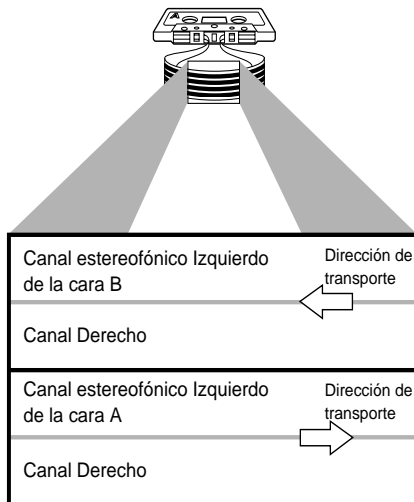 A
Canal estereofónico Izquierdo
de la cara B
Dirección de
transporte
Canal Derecho
Canal estereofónico Izquierdo
de la cara A
Dirección de
transporte
Canal Derecho